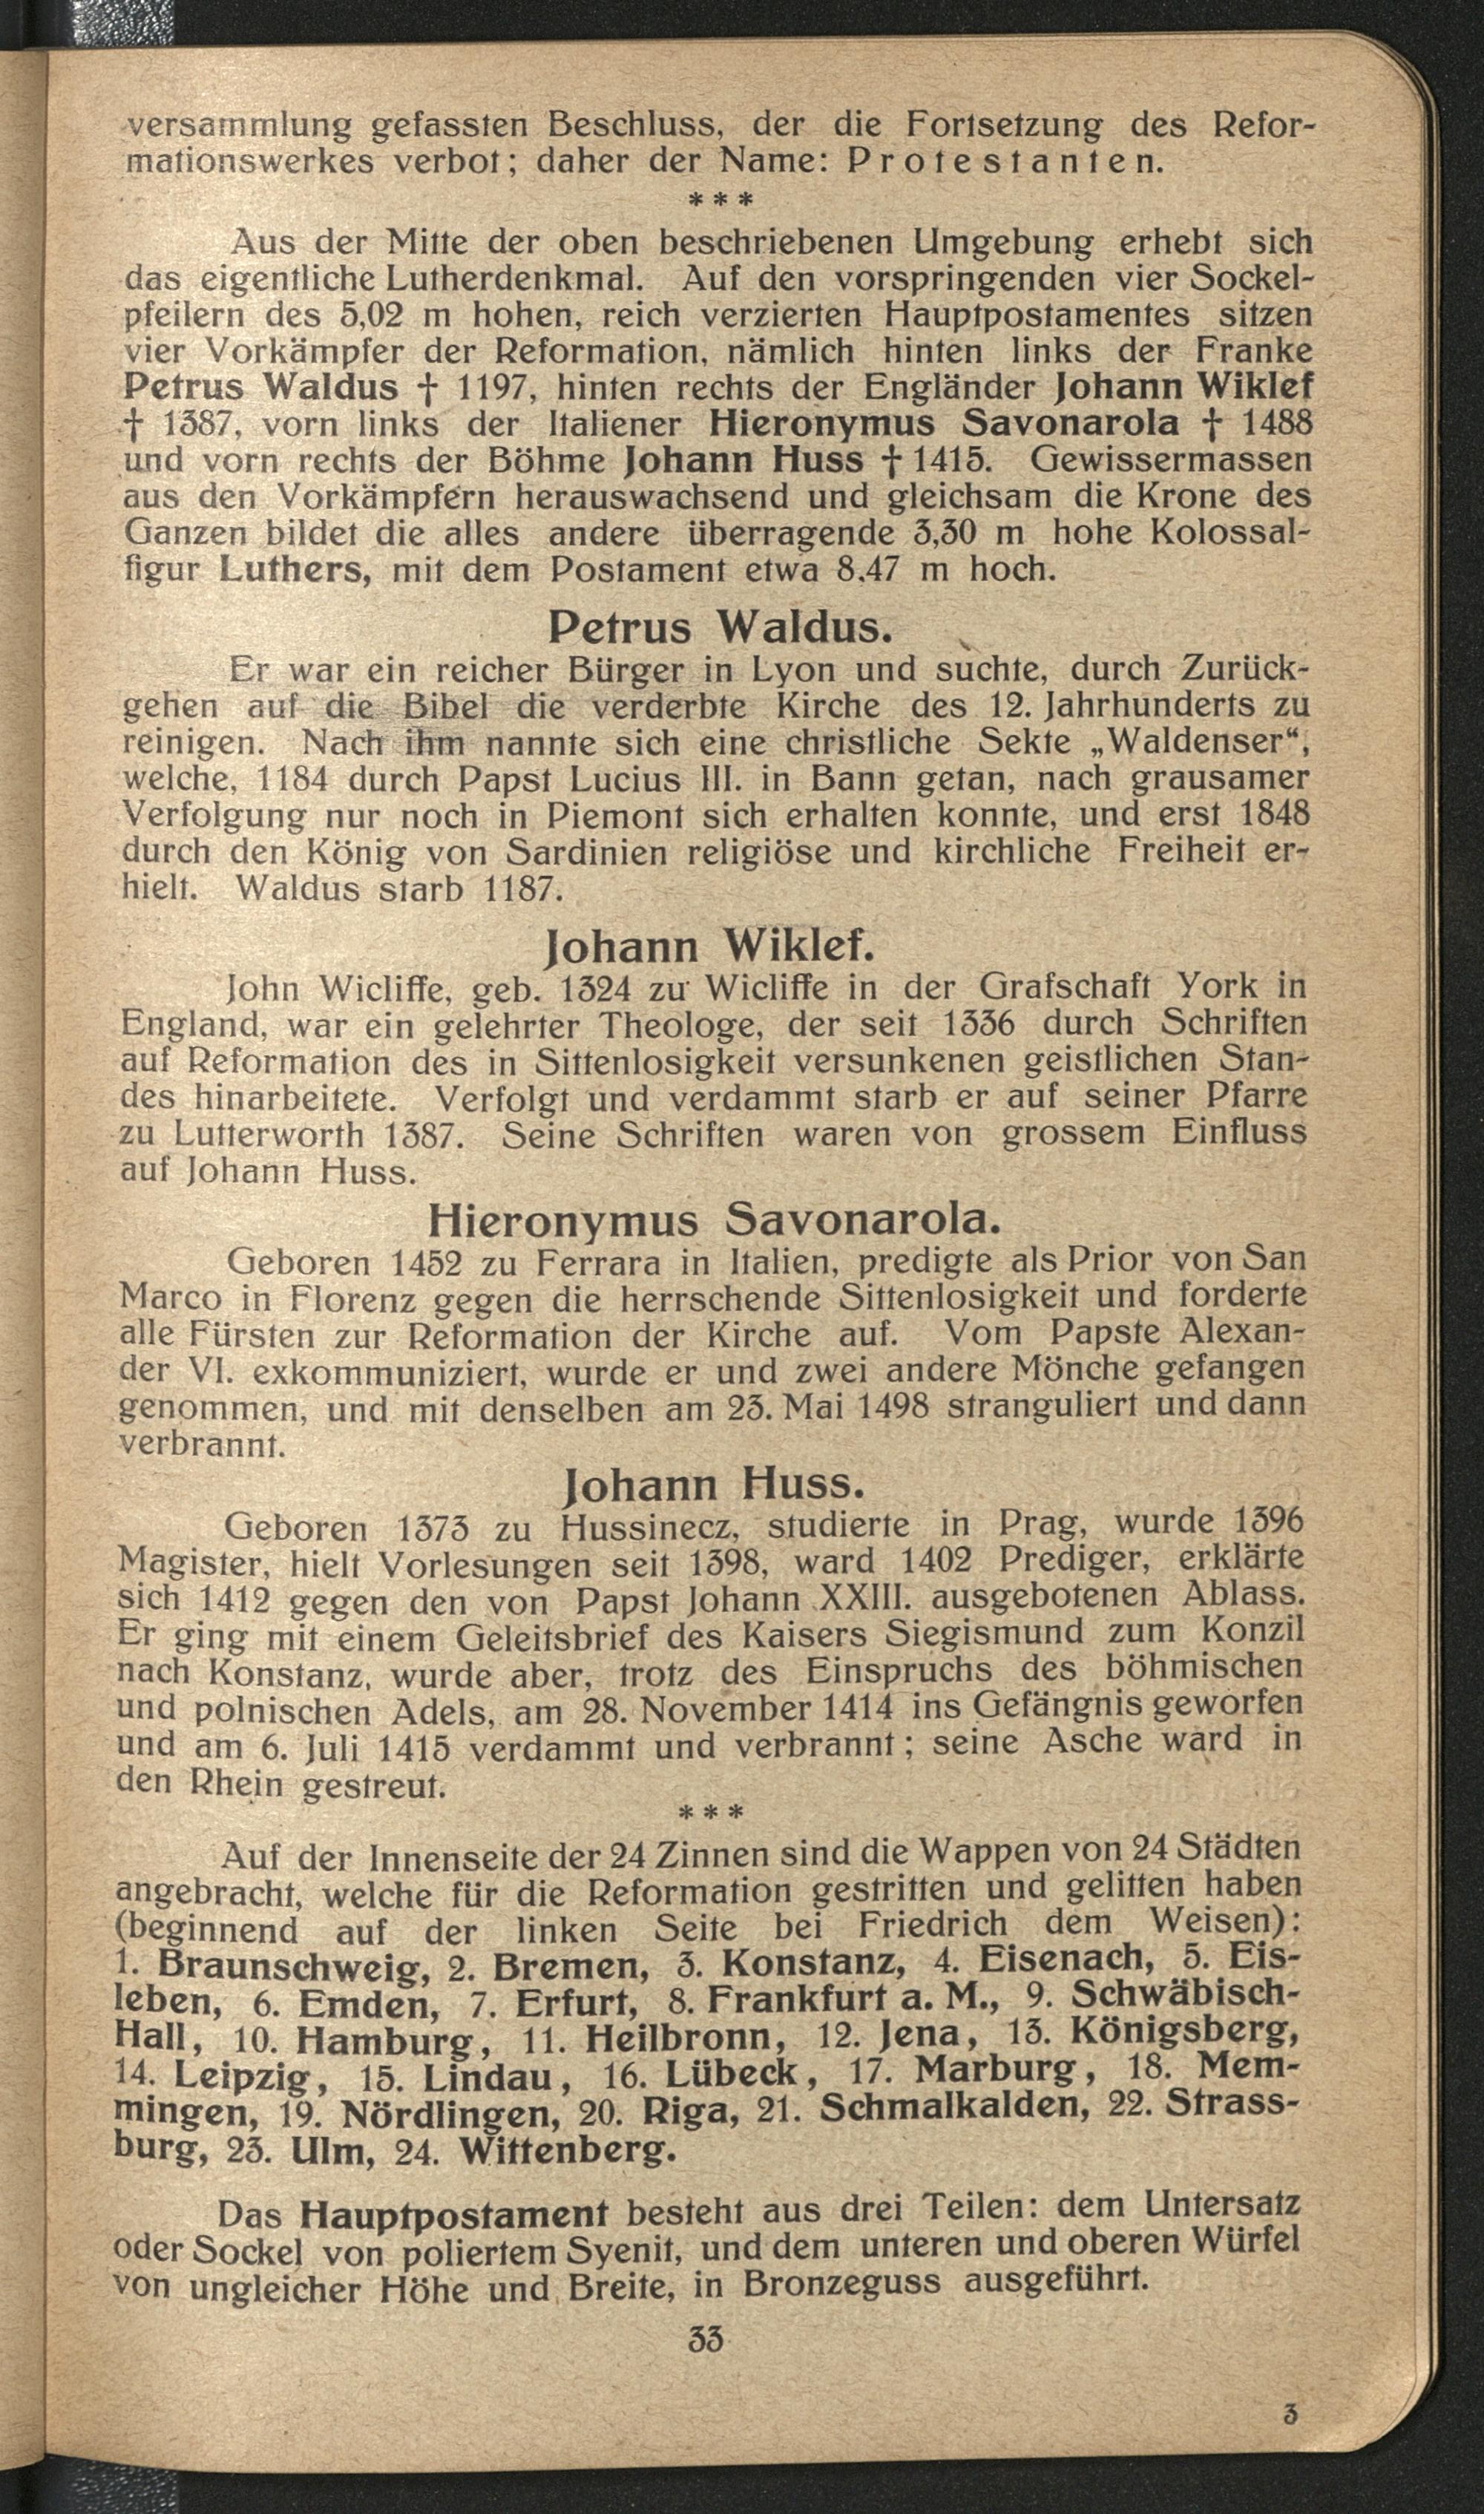 versammlung gefassten Beschluss, der die Fortsetzung des Refor-
mationswerkes verbot; daher der Name: Protestanten.
* * *
Aus der Mitte der oben beschriebenen Umgebung erhebt sich
das eigentliche Lutherdenkmal. Auf den vorspringenden vier Sockel-
pfeilern des 5,02 m hohen, reich verzierten Hauptpostamentes sitzen
vier Vorkämpfer der Reformation, nämlich hinten links der Franke
Petrus Waldus † 1197, hinten rechts der Engländer Johann Wiklef
† 1387, vorn links der Italiener Hieronymus Savonarola † 1488
und vorn rechts der Böhme Johann Huss † 1415. Gewissermassen
aus den Vorkämpfern herauswachsend und gleichsam die Krone des
Ganzen bildet die alles andere überragende 3,30 m hohe Kolossal-
figur Luthers, mit dem Postament etwa 8,47 m hoch.
Petrus Waldus.
Er war ein reicher Bürger in Lyon und suchte, durch Zurück-
gehen auf die Bibel die verderbte Kirche des 12. Jahrhunderts zu
reinigen. Nach ihm nannte sich eine christliche Sekte „Waldenser“,
welche, 1184 durch Papst Lucius III. in Bann getan, nach grausamer
Verfolgung nur noch in Piemont sich erhalten konnte, und erst 1848
durch den König von Sardinien religiöse und kirchliche Freiheit er-
hielt. Waldus starb 1187.
Johann Wiklef.
John Wicliffe, geb. 1324 zu Wicliffe in der Grafschaft York in
England, war ein gelehrter Theologe, der seit 1336 durch Schriften
auf Reformation des in Sittenlosigkeit versunkenen geistlichen Stan-
des hinarbeitete. Verfolgt und verdammt starb er auf seiner Pfarre
zu Lutterworth 1387. Seine Schriften waren von grossem Einfluss
auf Johann Huss.
Hieronymus Savonarola.
Geboren 1452 zu Ferrara in Italien, predigte als Prior von San
Marco in Florenz gegen die herrschende Sittenlosigkeit und forderte
alle Fürsten zur Reformation der Kirche auf. Vom Papste Alexan-
der VI. exkommuniziert, wurde er und zwei andere Mönche gefangen
genommen, und mit denselben am 23. Mai 1498 stranguliert und dann
verbrannt.
Johann Huss.
Geboren 1373 zu Hussinecz, studierte in Prag, wurde 1396
Magister, hielt Vorlesungen seit 1398, ward 1402 Prediger, erklärte
sich 1412 gegen den von Papst Johann XXIII. ausgebotenen Ablass.
Er ging mit einem Geleitsbrief des Kaisers Siegismund zum Konzil
nach Konstanz, wurde aber, trotz des Einspruchs des böhmischen
und polnischen Adels, am 28. November 1414 ins Gefängnis geworfen
und am 6. Juli 1415 verdammt und verbrannt; seine Asche ward in
den Rhein gestreut.
* * *
Auf der Innenseite der 24 Zinnen sind die Wappen von 24 Städten
angebracht, welche für die Reformation gestritten und gelitten haben
(beginnend auf der linken Seite bei Friedrich dem Weisen):
1. Braunschweig, 2. Bremen, 3. Konstanz, 4. Eisenach, 5. Eis-
leben, 6. Emden, 7. Erfurt, 8. Frankfurt a. M., 9. Schwäbisch-
Hall, 10. Hamburg, 11. Heilbronn, 12. Jena, 13. Königsberg,
14. Leipzig, 15. Lindau, 16. Lübeck, 17. Marburg, 18. Mem-
mingen, 19. Nördlingen, 20. Riga, 21. Schmalkalden, 22. Strass-
burg, 23. Ulm, 24. Wittenberg.
Das Hauptpostament besteht aus drei Teilen: dem Untersatz
oder Sockel von poliertem Syenit, und dem unteren und oberen Würfel
von ungleicher Höhe und Breite, in Bronzeguss ausgeführt.
33
3